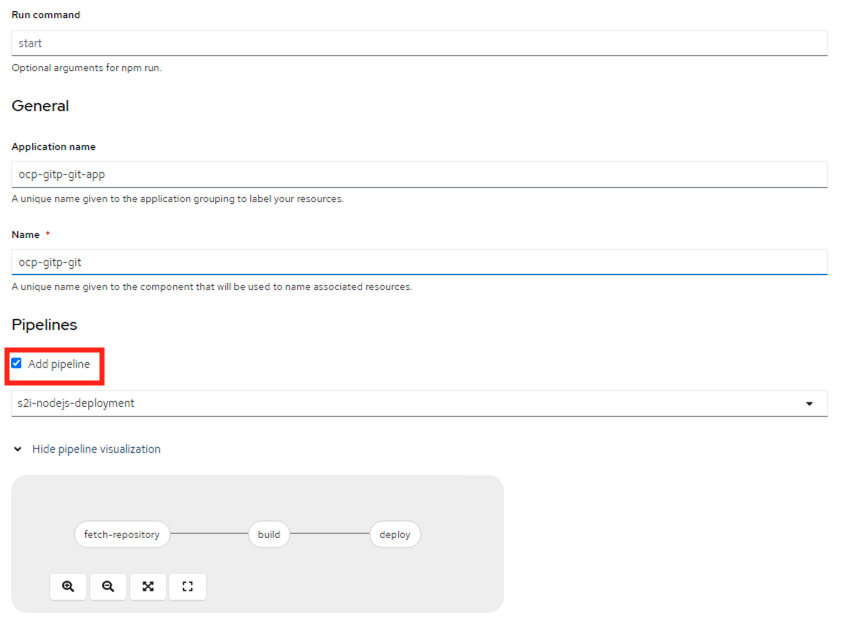 Run command
start
Optional arguments for npm run.
General
Application name
ocp-gitp-git-app
A unique name given to the application grouping to label your resources.
Name *
ocp-gitp-git
A unique name given to the component that will be used to name associated resources.
Pipelines
Add pipeline
s2i-nodejs-deployment
Hide pipeline visualization
fetch-repository build deploy